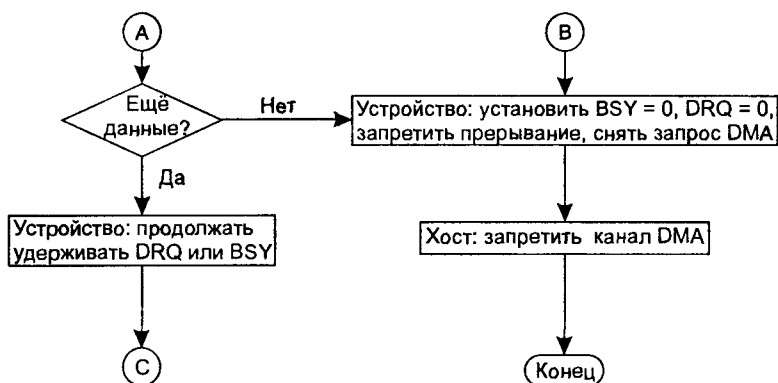 A
B
Ещё
данные?
Нет
Устройство: установить BSY = 0, DRQ = 0,
запретить прерывание, снять запрос DMA
Да
Устройство: продолжать
удерживать DRQ или BSY
Хост: запретить канал DMA
C
Конец